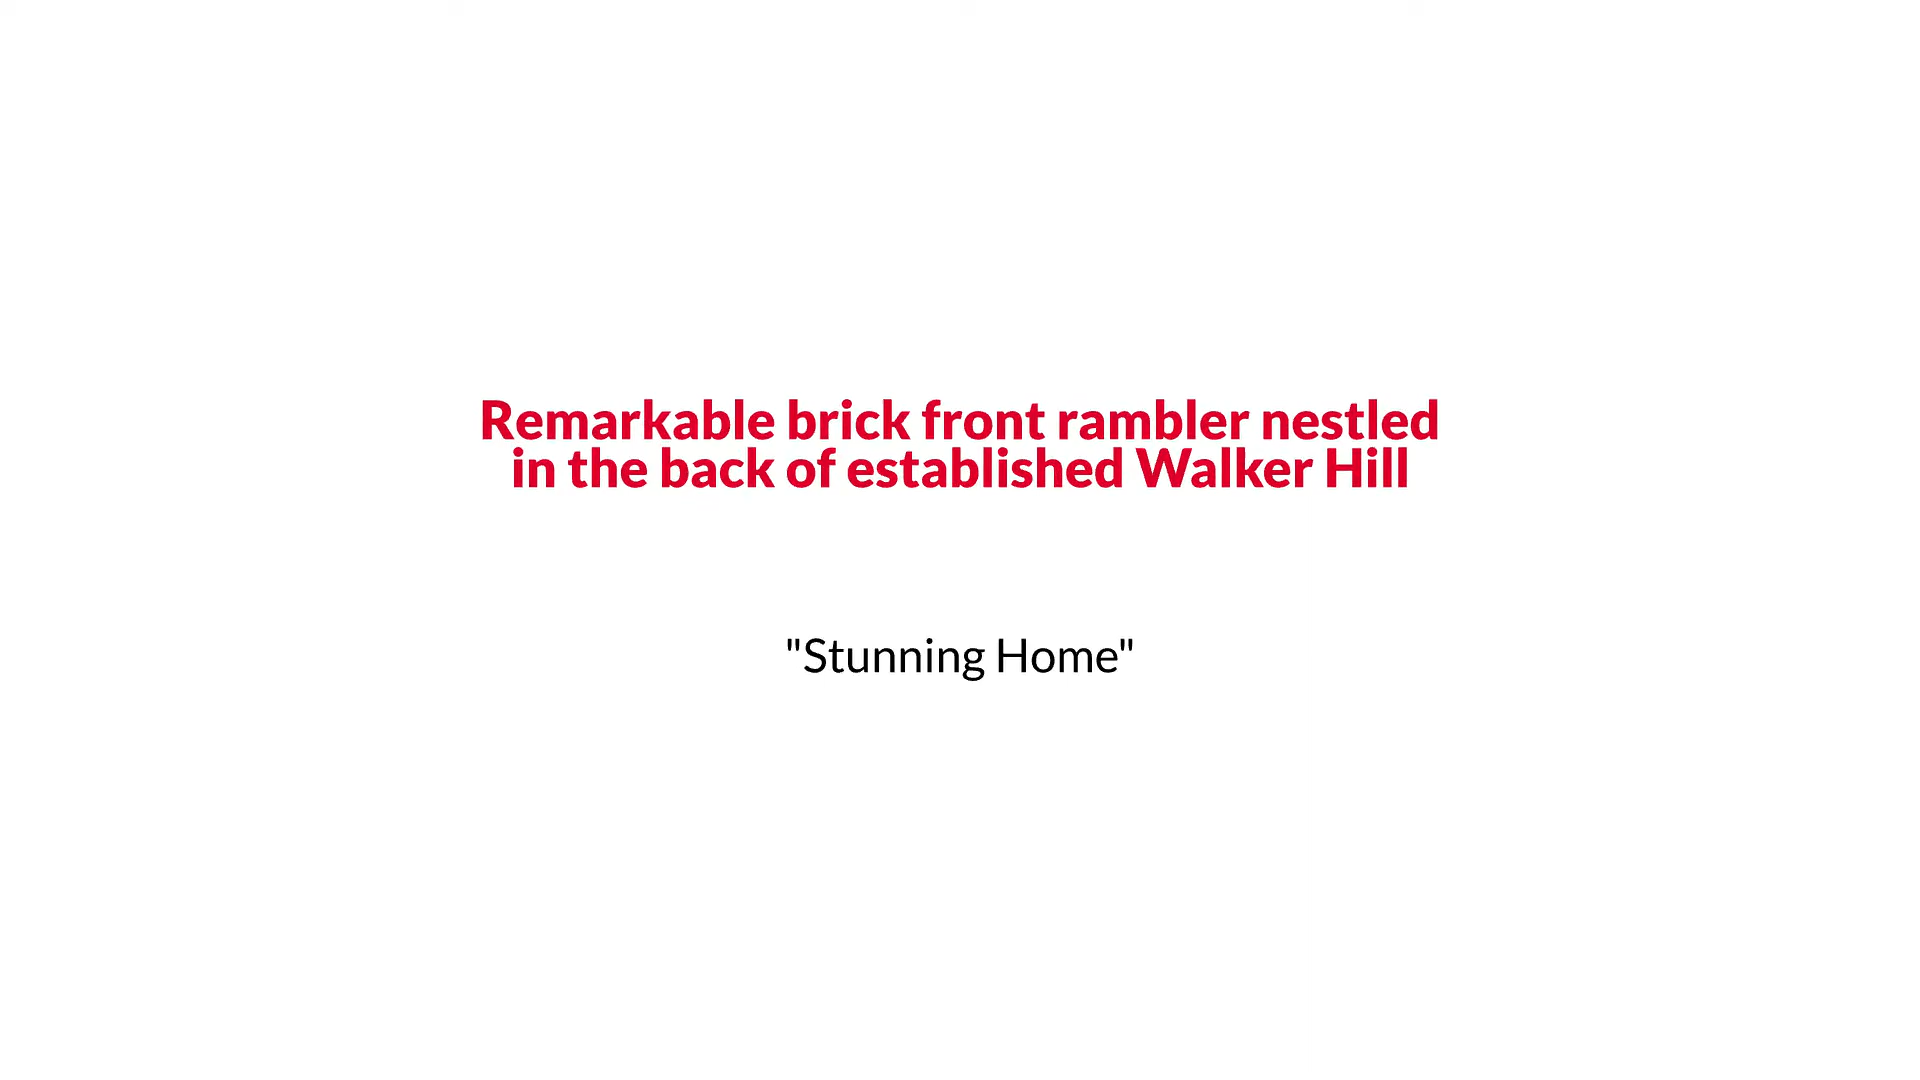 Remarkable brick front rambler nestled
in the back of established Walker Hill
"Stunning Home"